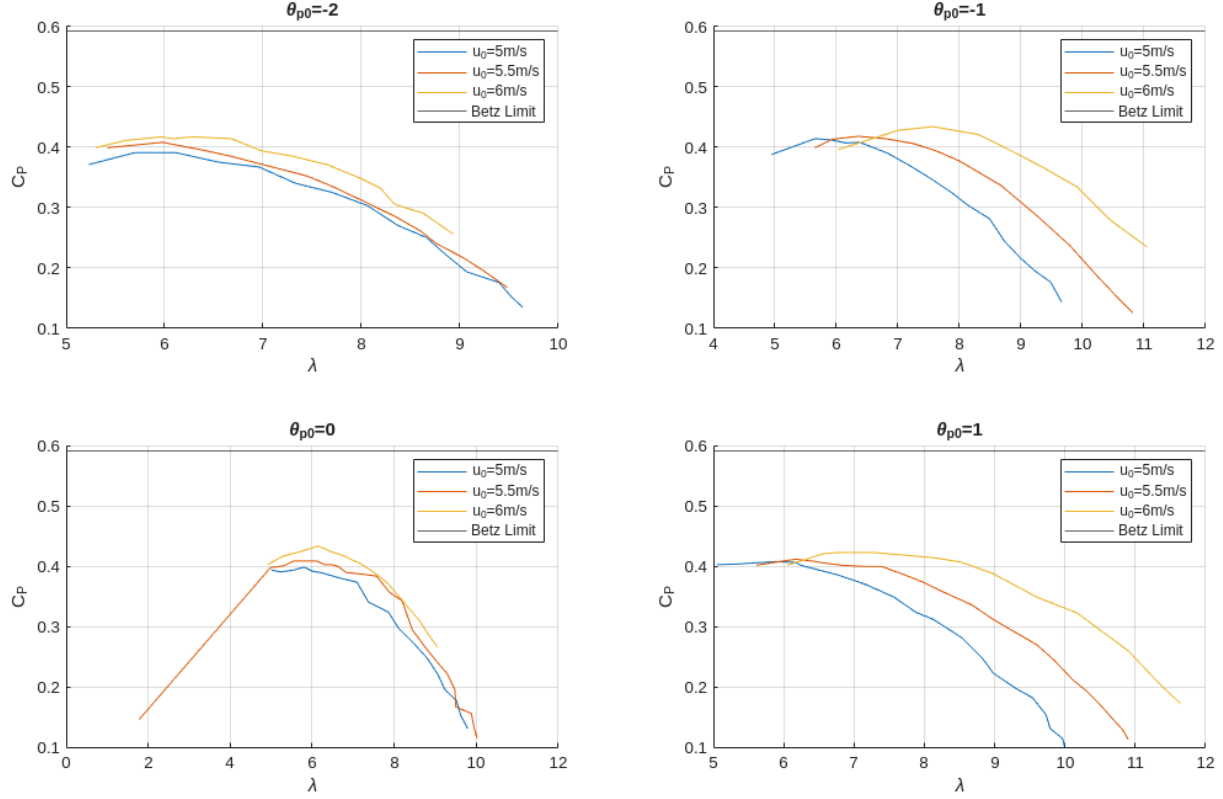 θp0=-2
0.6
0.5
0.4
0.3
0.2
0.1
CP
5
6
7
8
9
10
λ
u0=5m/s
u0=5.5m/s
u0=6m/s
Betz Limit
θp0=-1
0.6
0.5
0.4
0.3
0.2
0.1
CP
4
5
6
7
8
9
10
11
12
λ
u0=5m/s
u0=5.5m/s
u0=6m/s
Betz Limit
θp0=0
0.6
0.5
0.4
0.3
0.2
0.1
CP
0
2
4
6
8
10
12
λ
u0=5m/s
u0=5.5m/s
u0=6m/s
Betz Limit
θp0=1
0.6
0.5
0.4
0.3
0.2
0.1
CP
5
6
7
8
9
10
11
12
λ
u0=5m/s
u0=5.5m/s
u0=6m/s
Betz Limit